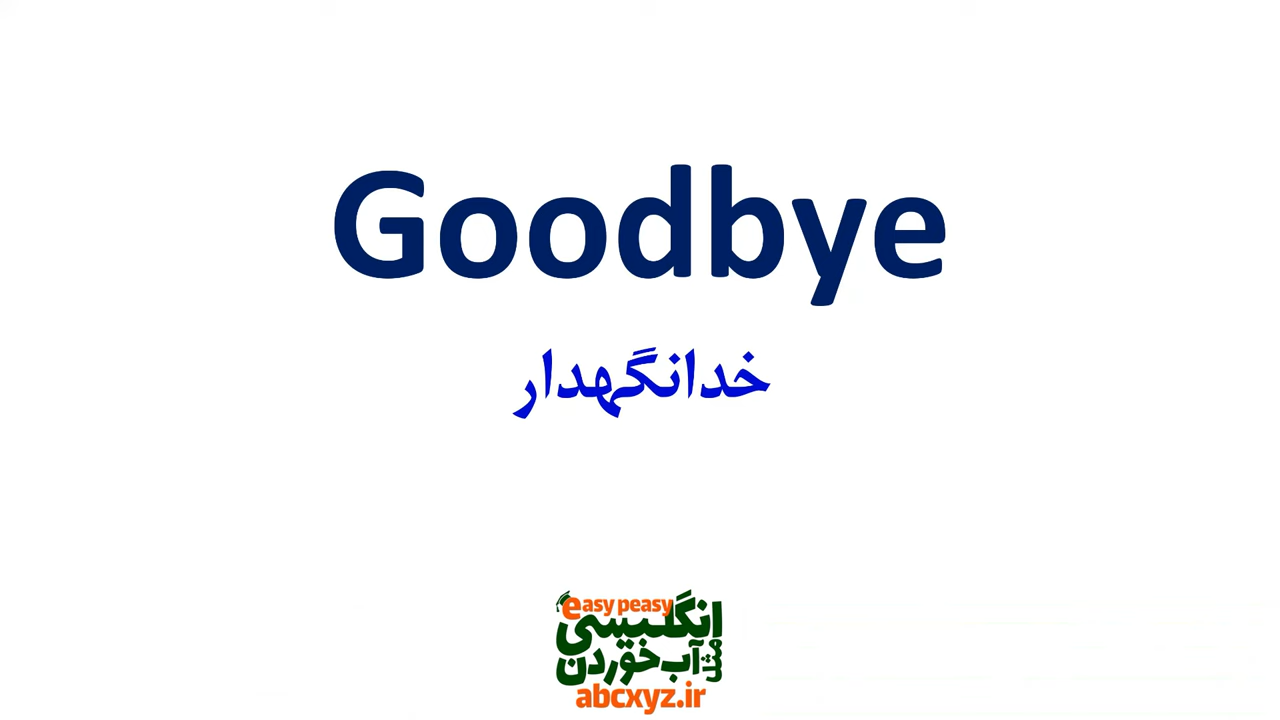 Goodbye
خدانگهدار
easy peasy
انگلیسی
مثل آب خوردن
abcxyz.ir